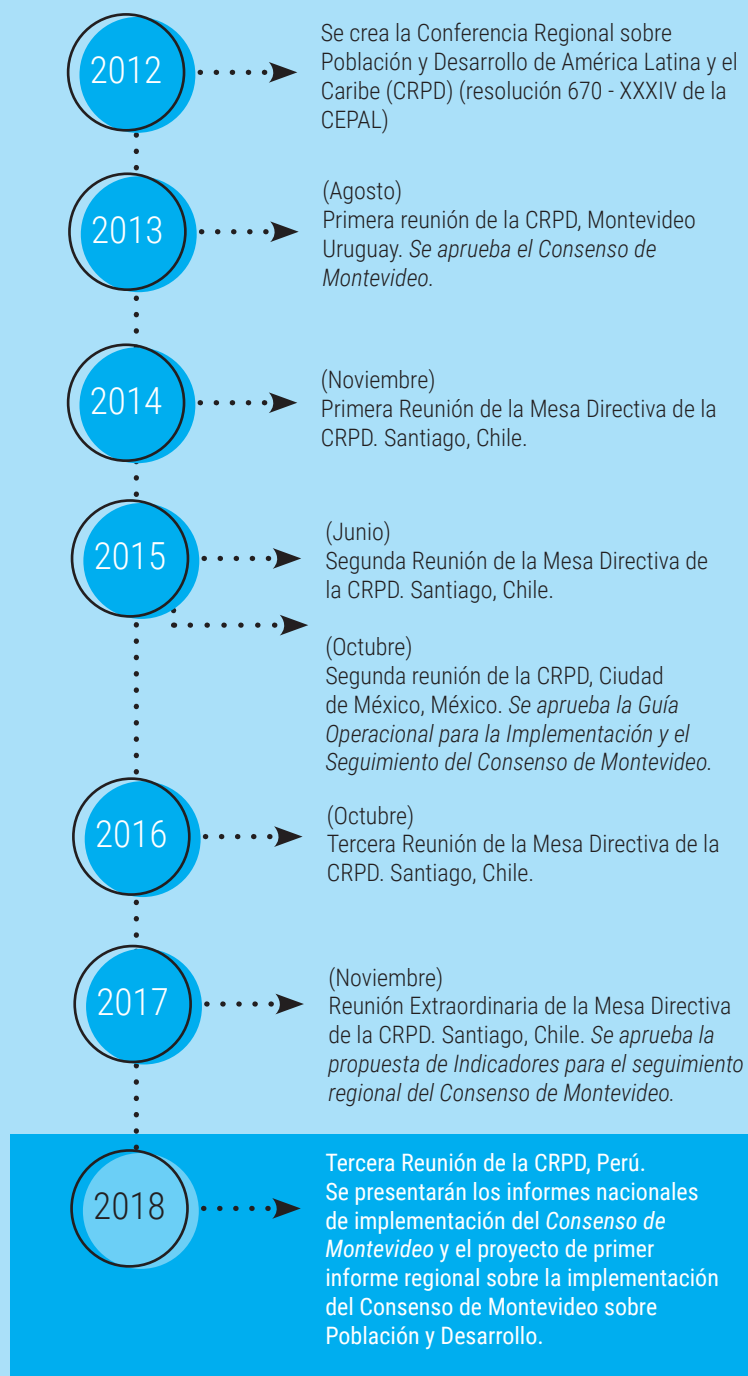 2012
Se crea la Conferencia Regional sobre
Población y Desarrollo de América Latina y el
Caribe (CRPD) (resolución 670 - XXXIV de la
CEPAL)
2013
(Agosto)
Primera reunión de la CRPD, Montevideo
Uruguay. Se aprueba el Consenso de
Montevideo.
2014
(Noviembre)
Primera Reunión de la Mesa Directiva de la
CRPD. Santiago, Chile.
2015
(Junio)
Segunda Reunión de la Mesa Directiva de
la CRPD. Santiago, Chile.
(Octubre)
Segunda reunión de la CRPD, Ciudad
de México, México. Se aprueba la Guía
Operacional para la Implementación y el
Seguimiento del Consenso de Montevideo.
2016
(Octubre)
Tercera Reunión de la Mesa Directiva de la
CRPD. Santiago, Chile.
2017
(Noviembre)
Reunión Extraordinaria de la Mesa Directiva
de la CRPD. Santiago, Chile. Se aprueba la
propuesta de Indicadores para el seguimiento
regional del Consenso de Montevideo.
2018
Tercera Reunión de la CRPD, Perú.
Se presentarán los informes nacionales
de implementación del Consenso de
Montevideo y el proyecto de primer
informe regional sobre la implementación
del Consenso de Montevideo sobre
Población y Desarrollo.